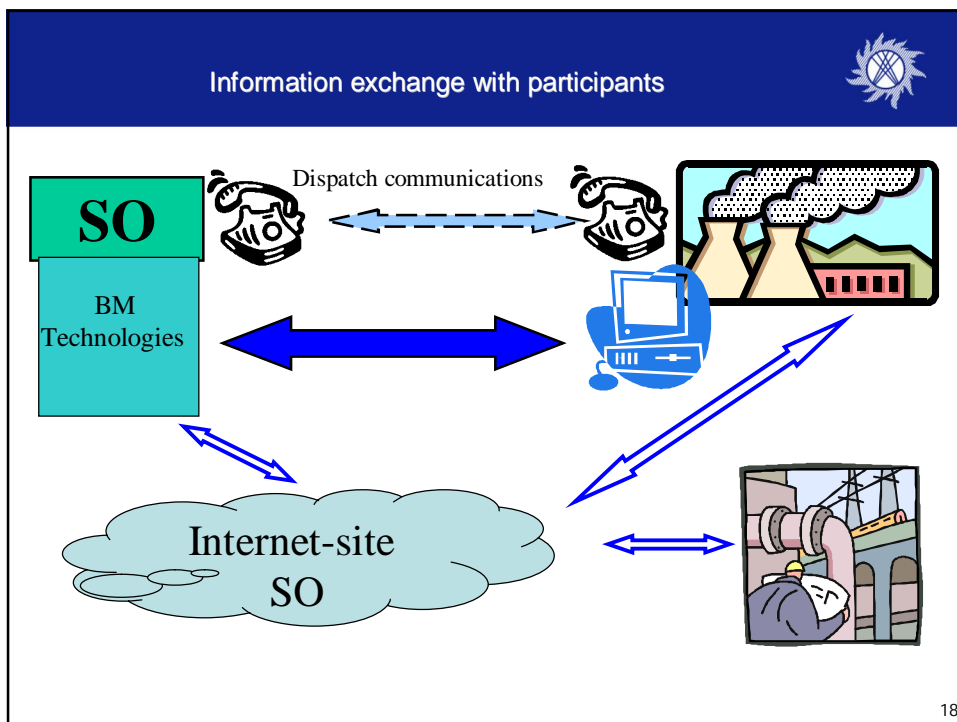 Information exchange with participants
Dispatch communications
SO
BM
Technologies
Internet-site
SO
18